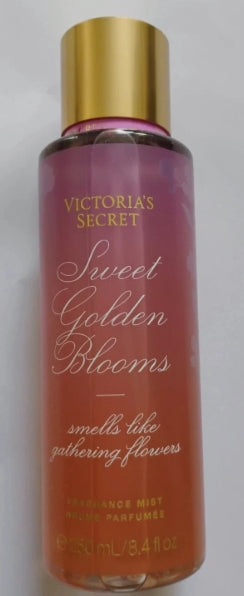 VICTORIA'S
SECRET
Sweet
Golden
Blooms
smells like
gathering flowers
FRAGRANCE MIST
BRUME PARFUMÉE
℮ 250 mL/8.4 fl oz